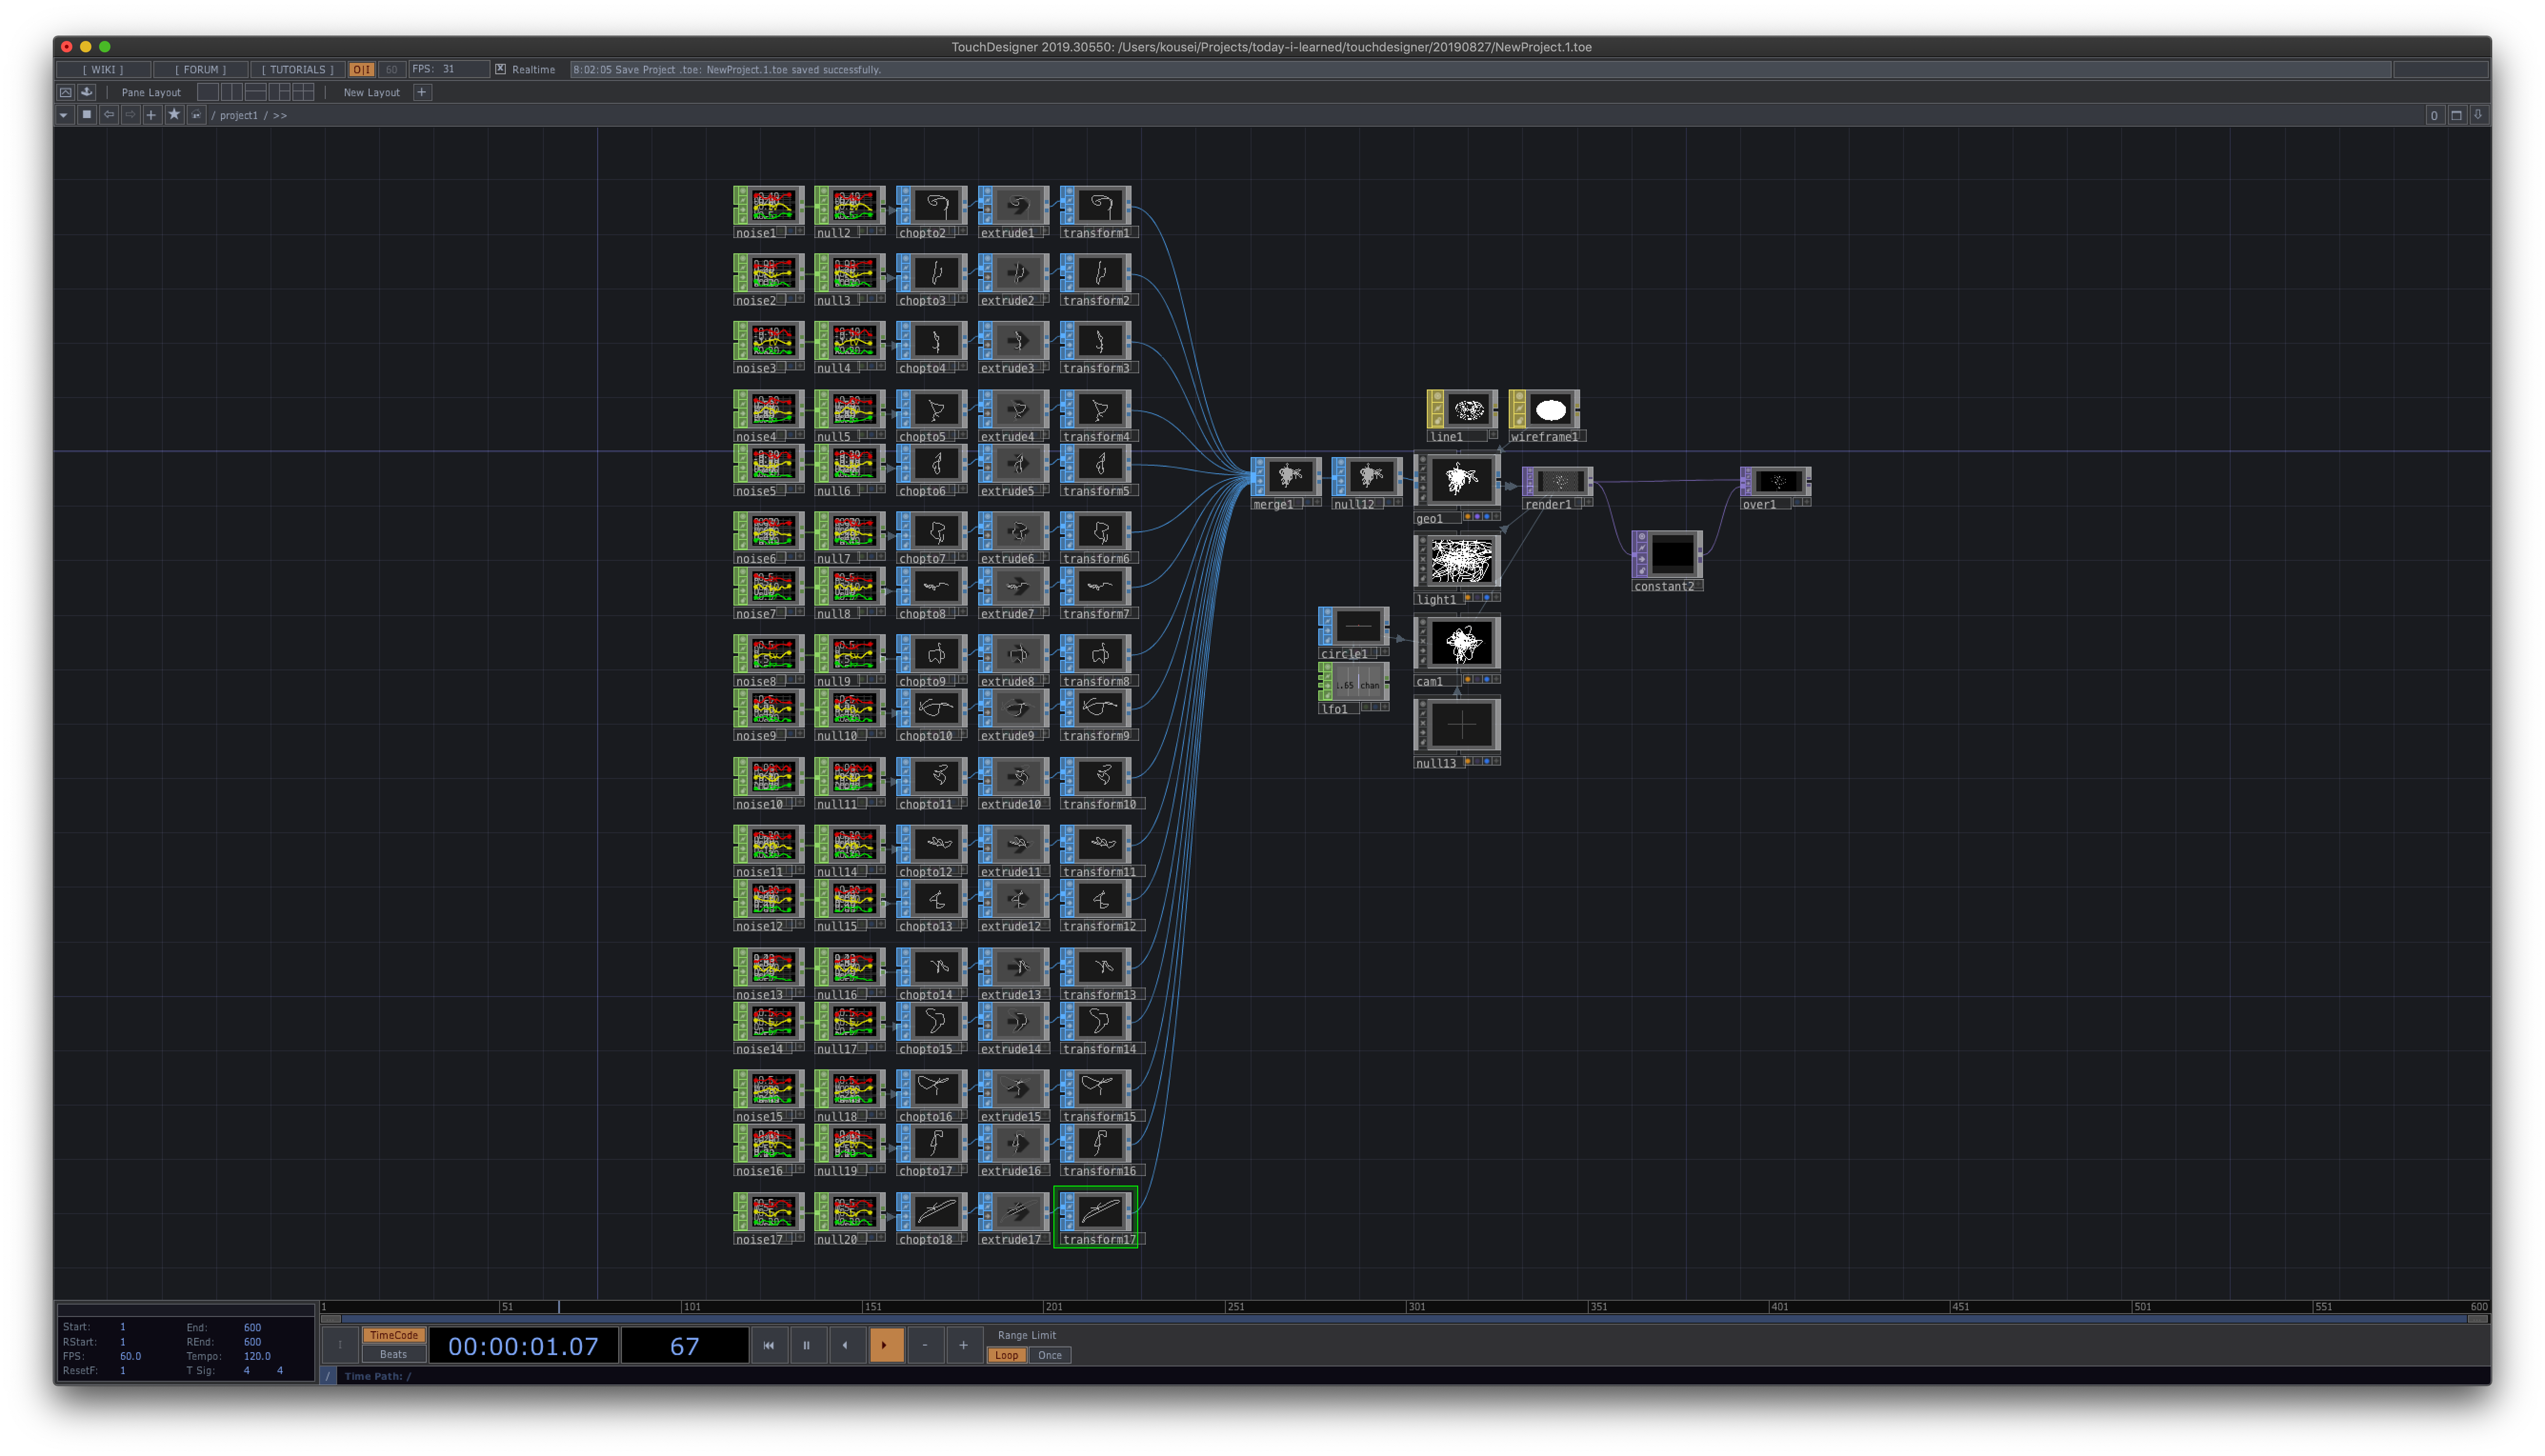 TouchDesigner 2019.30550: /Users/kousei/Projects/today-i-learned/touchdesigner/20190827/NewProject.1.toe
[ WIKI ] [ FORUM ] [ TUTORIALS ] O|I 60 FPS: 31 Realtime 8:02:05 Save Project .toe: NewProject.1.toe saved successfully.
Pane Layout New Layout +
/ project1 / >> 0
noise1 null2 chopto2 extrude1 transform1
noise2 null3 chopto3 extrude2 transform2
noise3 null4 chopto4 extrude3 transform3
noise4 null5 chopto5 extrude4 transform4
line1 wireframe1
noise5 null6 chopto6 extrude5 transform5
merge1 null12 render1 over1
geo1
noise6 null7 chopto7 extrude6 transform6
constant2
light1
noise7 null8 chopto8 extrude7 transform7
circle1
noise8 null9 chopto9 extrude8 transform8
cam1
chan
lfo1
noise9 null10 chopto10 extrude9 transform9
null13
noise10 null11 chopto11 extrude10 transform10
noise11 null14 chopto12 extrude11 transform11
noise12 null15 chopto13 extrude12 transform12
noise13 null16 chopto14 extrude13 transform13
noise14 null17 chopto15 extrude14 transform14
noise15 null18 chopto16 extrude15 transform15
noise16 null19 chopto17 extrude16 transform16
noise17 null20 chopto18 extrude17 transform17
1 51 101 151 201 251 301 351 401 451 501 551 600
Start: 1 End: 600
RStart: 1 REnd: 600
FPS: 60.0 Tempo: 120.0
ResetF: 1 T Sig: 4 4
TimeCode
Beats
00:00:01.07 67 - +
Range Limit
Loop Once
/ Time Path: /